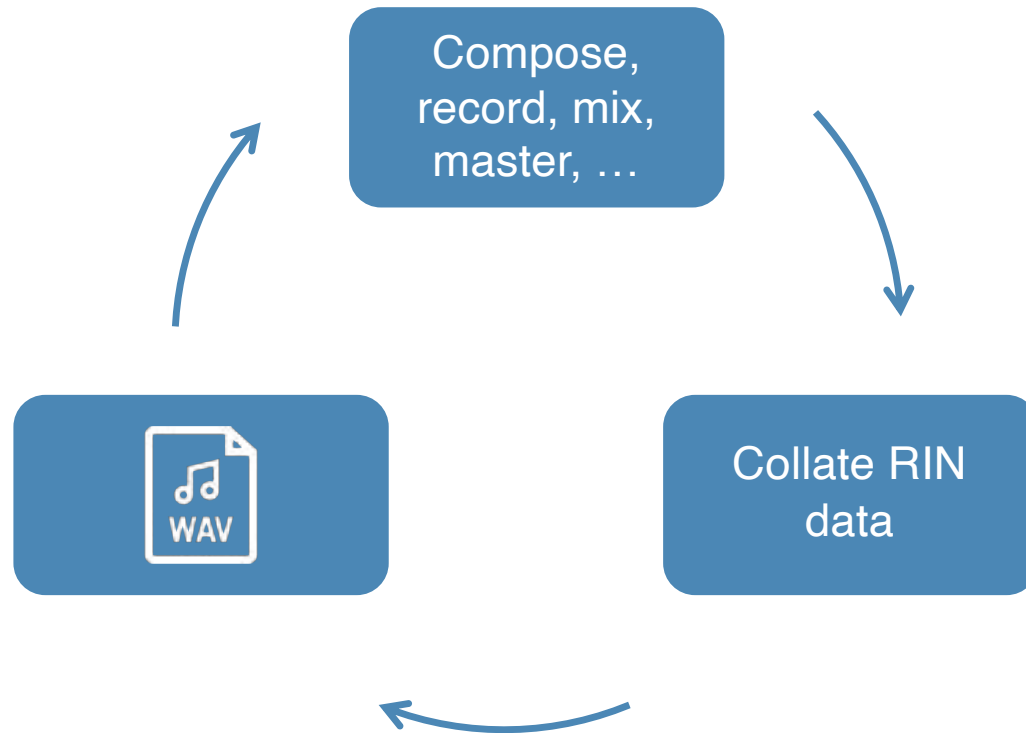 Compose,
record, mix,
master, …
WAV
Collate RIN
data